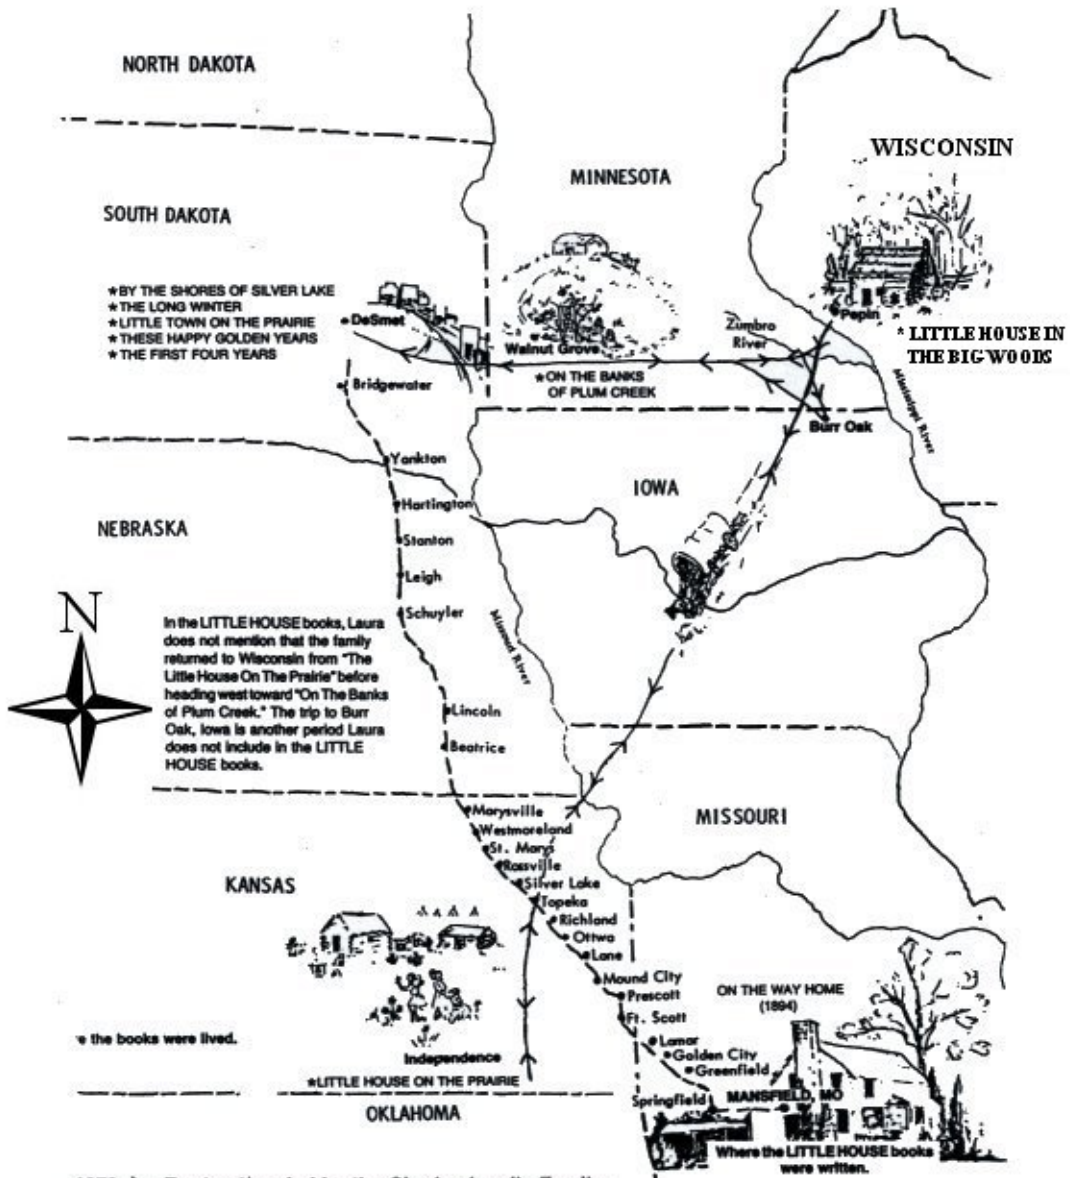 NORTH DAKOTA
WISCONSIN
MINNESOTA
SOUTH DAKOTA
*BY THE SHORES OF SILVER LAKE
*THE LONG WINTER
*LITTLE TOWN ON THE PRAIRIE
*THESE HAPPY GOLDEN YEARS
*THE FIRST FOUR YEARS
DeSmet
Walnut Grove
Zumbro
River
Pepin
* LITTLE HOUSE IN
THE BIG WOODS
*ON THE BANKS
OF PLUM CREEK
Mississippi River
Bridgewater
Burr Oak
Yankton
IOWA
Hartington
NEBRASKA
Stanton
Leigh
Schuyler
N
In the LITTLE HOUSE books, Laura
does not mention that the family
returned to Wisconsin from "The
Little House On The Prairie" before
heading west toward "On The Banks
of Plum Creek." The trip to Burr
Oak, Iowa is another period Laura
does not include in the LITTLE
HOUSE books.
Missouri River
Lincoln
Beatrice
MISSOURI
Marysville
Westmoreland
St. Marys
Rossville
Silver Lake
Topeka
KANSAS
Richland
Ottwa
Lane
Mound City
Prescott
Ft. Scott
ON THE WAY HOME
(1894)
Lamar
Golden City
Greenfield
e the books were lived.
Independence
*LITTLE HOUSE ON THE PRAIRIE
OKLAHOMA
Springfield
MANSFIELD, MO
Where the LITTLE HOUSE books
were written.